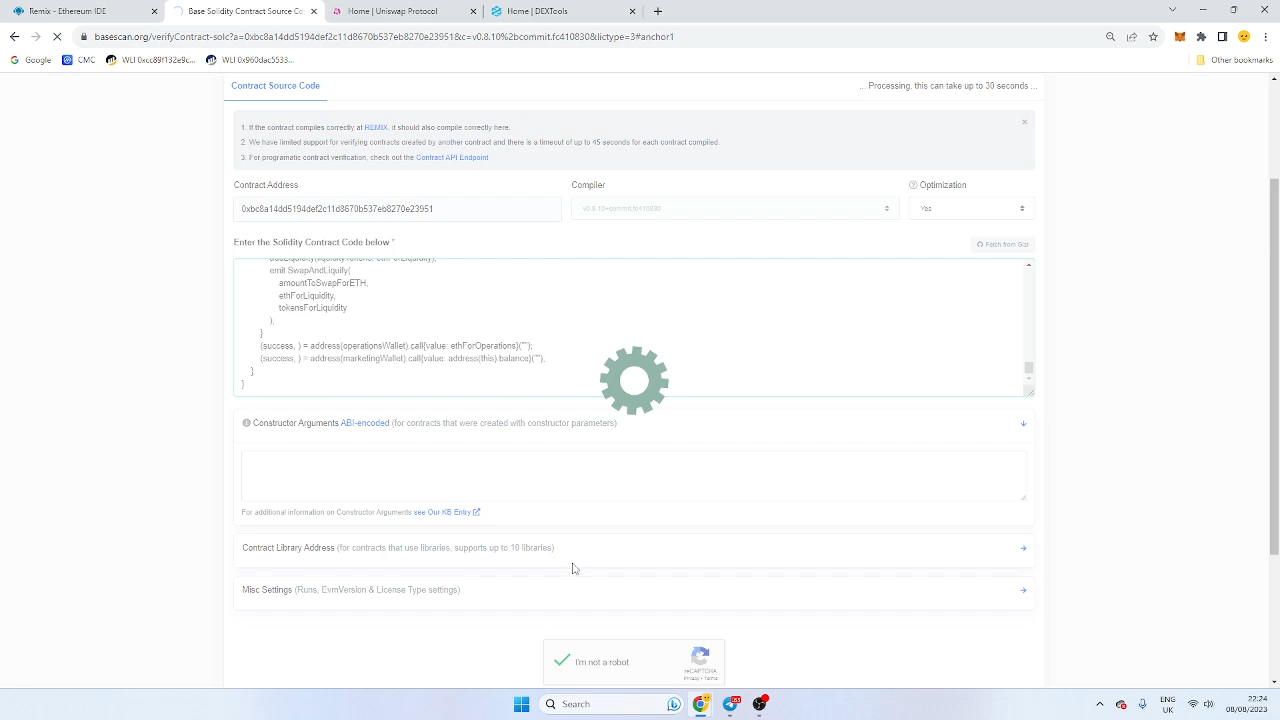 Remix - Ethereum IDE
Base Solidity Source Co
Home | Uniswap Protocol
Home | DEXTools
basescan.org/verifyContract-solc?a=0xbc8a14dd5194def2c11d8670b537eb8270e23951&c=v0.8.10%2bcommit.fc410830&lictype=3#anchor1
Google
CMC
WLI 0xcc89f132e9c...
WLI 0x960dac5533...
Other bookmarks
Contract Source Code
... Processing, this can take up to 30 seconds ...
1. If the contract compiles correctly at REMIX, it should also compile correctly here.
2. We have limited support for verifying contracts created by another contract and there is a timeout of up to 45 seconds for each contract compiled
3. For programatic contract verification, check out the Contract API Endpoint
Contract Address
Compiler
Optimization
0xbc8a14dd5194def2c11d8670b537eb8270e23951
v0.8.10+commit.fc410830
Yes
Enter the Solidity Contract Code below *
Fetch from Gist
addLiquidity(liquidityTokens, ethForLiquidity);
emit SwapAndLiquify(
amountToSwapForETH,
ethForLiquidity,
tokensForLiquidity
);
}
(success, ) = address(operationsWallet).call{value: ethForOperations}("");
(success, ) = address(marketingWallet).call{value: address(this).balance}("");
}
}
Constructor Arguments ABI-encoded (for contracts that were created with constructor parameters)
For additional information on Constructor Arguments see Our KB Entry
Contract Library Address (for contracts that use libraries, supports up to 10 libraries)
Misc Settings (Runs, EvmVersion & License Type settings)
I'm not a robot
reCAPTCHA
Privacy - Terms
Search
UK
22:24
08/08/2023